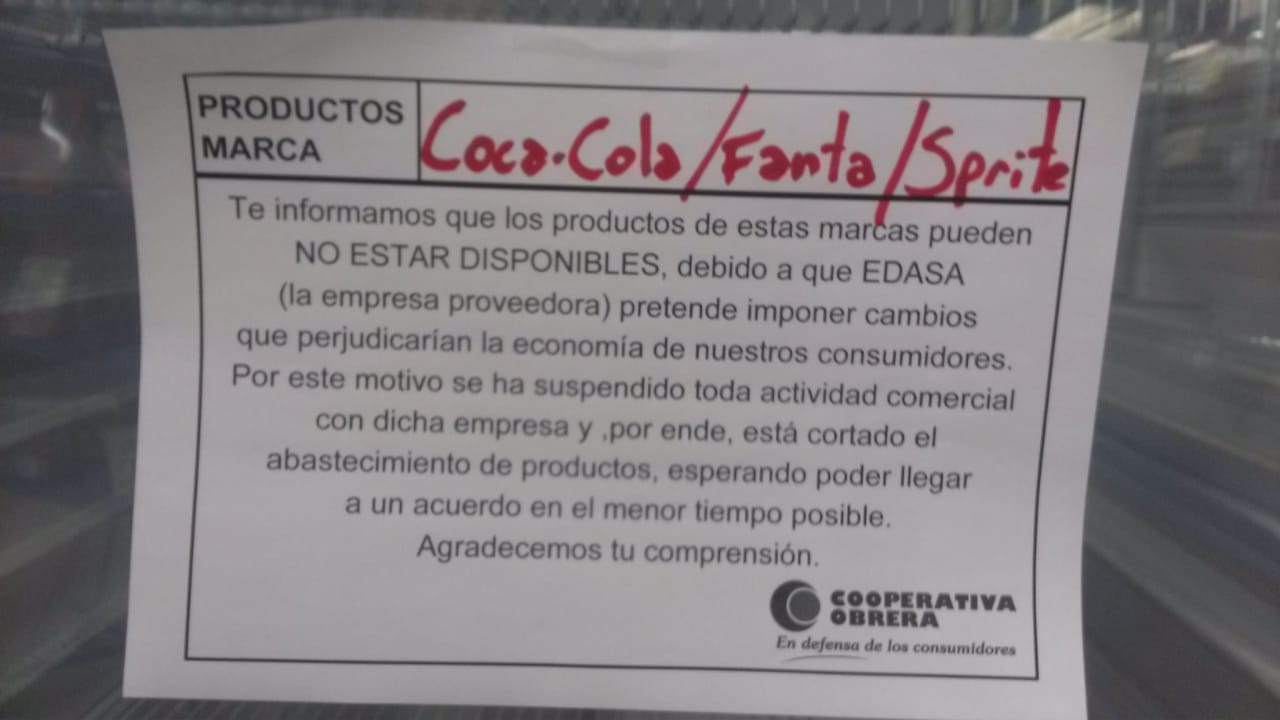 PRODUCTOS
MARCA
Coca-Cola/Fanta/Sprite
Te informamos que los productos de estas marcas pueden
NO ESTAR DISPONIBLES, debido a que EDASA
(la empresa proveedora) pretende imponer cambios
que perjudicarían la economía de nuestros consumidores.
Por este motivo se ha suspendido toda actividad comercial
con dicha empresa y ,por ende, está cortado el
abastecimiento de productos, esperando poder llegar
a un acuerdo en el menor tiempo posible.
Agradecemos tu comprensión.
COOPERATIVA
OBRERA
En defensa de los consumidores